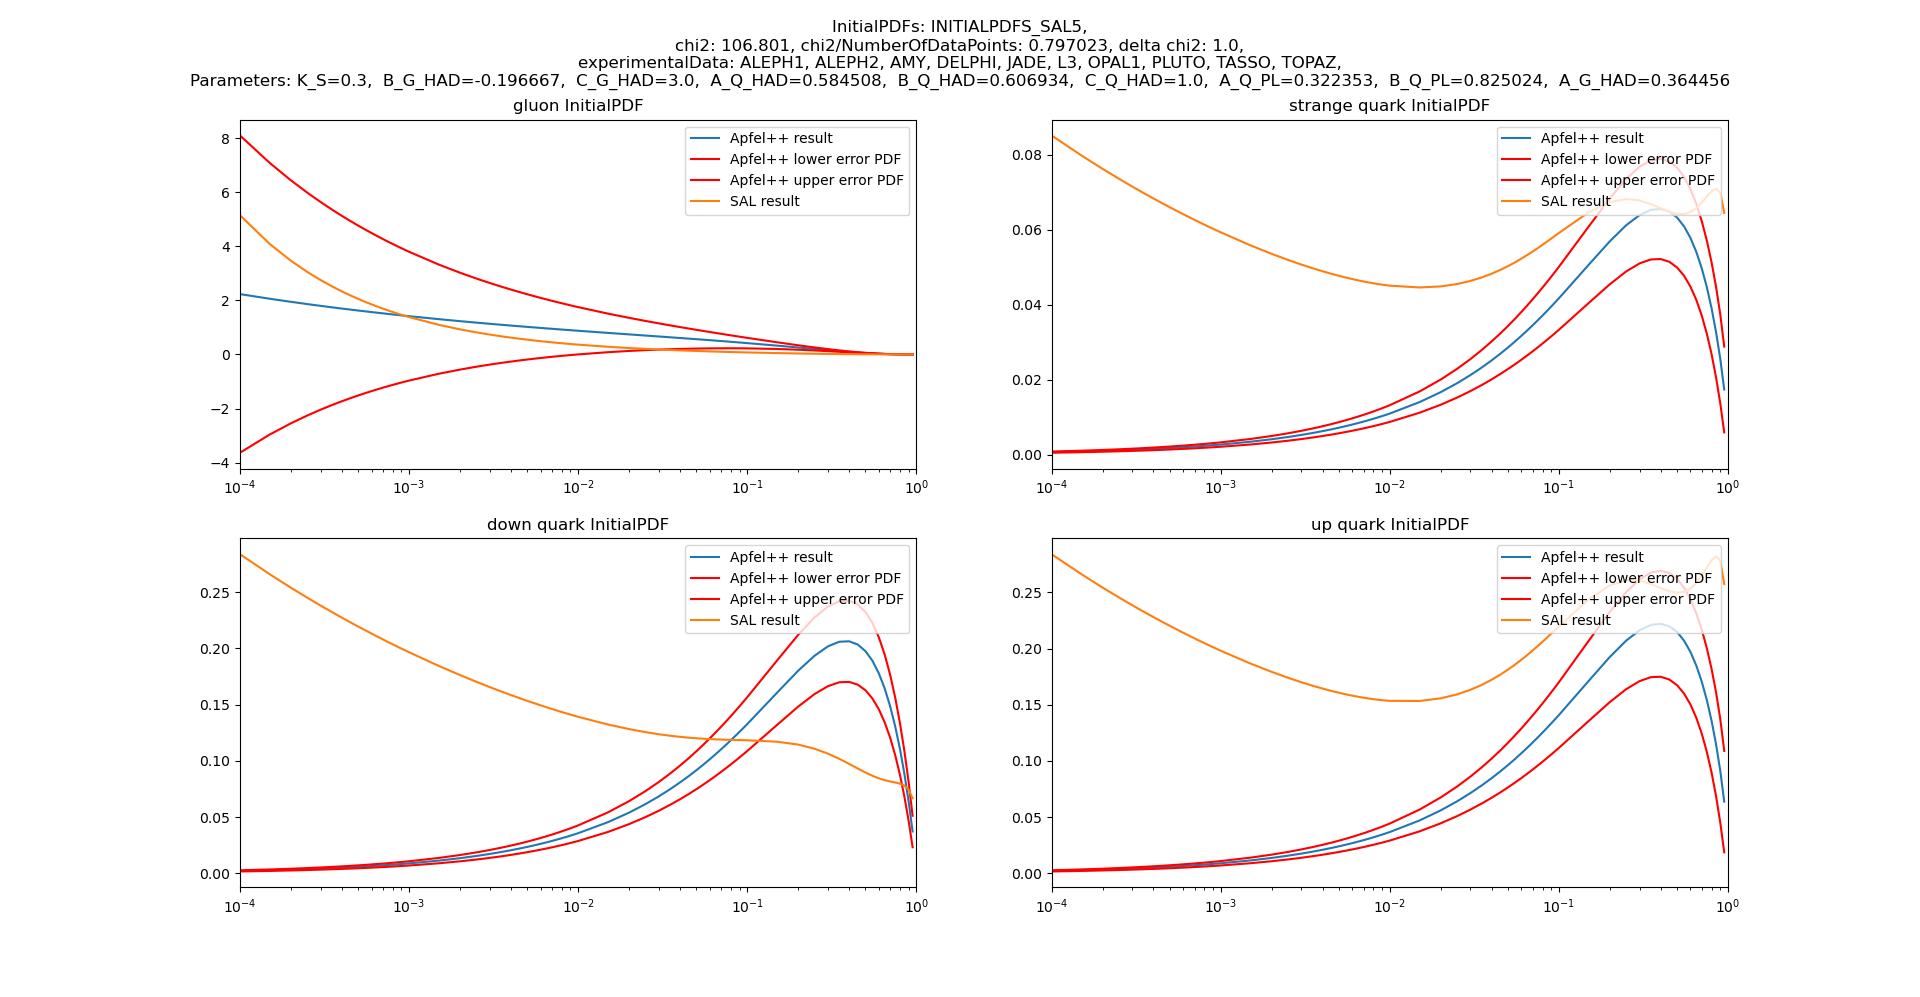 InitialPDFs: INITIALPDFS_SAL5,
chi2: 106.801, chi2/NumberOfDataPoints: 0.797023, delta chi2: 1.0,
experimentalData: ALEPH1, ALEPH2, AMY, DELPHI, JADE, L3, OPAL1, PLUTO, TASSO, TOPAZ,
Parameters: K_S=0.3,  B_G_HAD=-0.196667,  C_G_HAD=3.0,  A_Q_HAD=0.584508,  B_Q_HAD=0.606934,  C_Q_HAD=1.0,  A_Q_PL=0.322353,  B_Q_PL=0.825024,  A_G_HAD=0.364456
gluon InitialPDF
8
6
4
2
0
−2
−4
Apfel++ result
Apfel++ lower error PDF
Apfel++ upper error PDF
SAL result
10⁻⁴ 10⁻³ 10⁻² 10⁻¹ 10⁰
strange quark InitialPDF
0.08
0.06
0.04
0.02
0.00
Apfel++ result
Apfel++ lower error PDF
Apfel++ upper error PDF
SAL result
10⁻⁴ 10⁻³ 10⁻² 10⁻¹ 10⁰
down quark InitialPDF
0.25
0.20
0.15
0.10
0.05
0.00
Apfel++ result
Apfel++ lower error PDF
Apfel++ upper error PDF
SAL result
10⁻⁴ 10⁻³ 10⁻² 10⁻¹ 10⁰
up quark InitialPDF
0.25
0.20
0.15
0.10
0.05
0.00
Apfel++ result
Apfel++ lower error PDF
Apfel++ upper error PDF
SAL result
10⁻⁴ 10⁻³ 10⁻² 10⁻¹ 10⁰